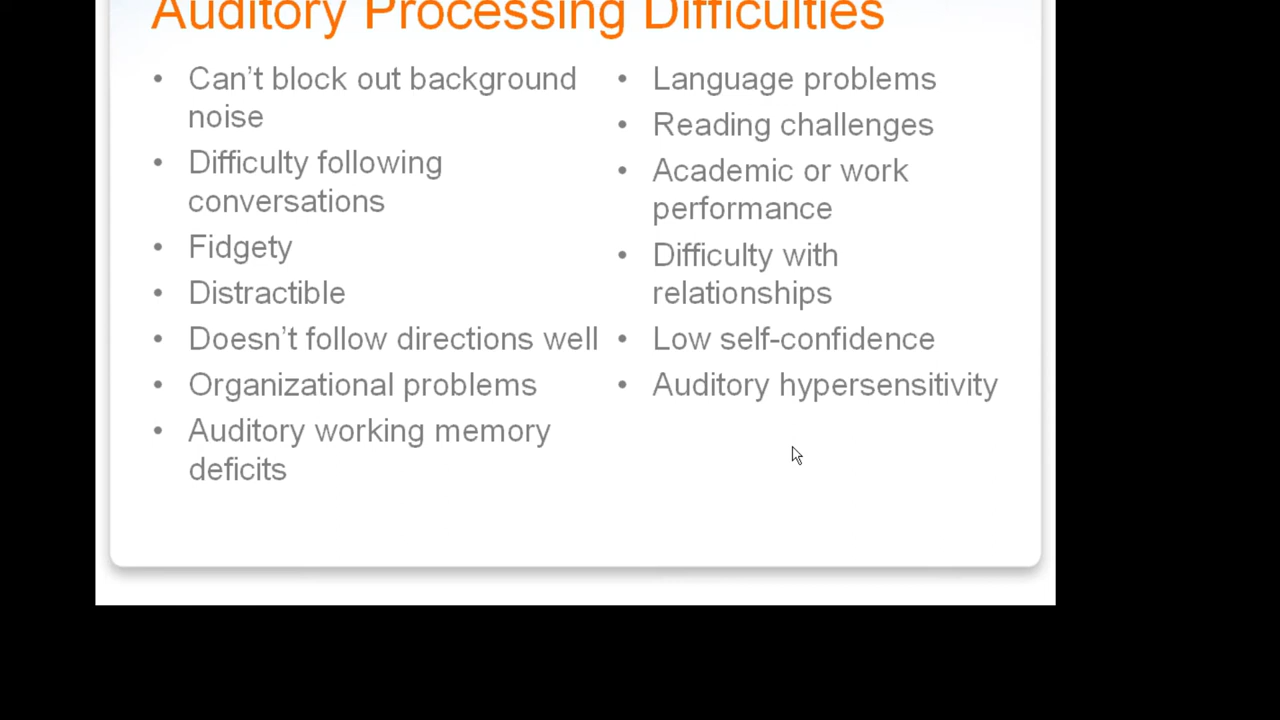 Auditory Processing Difficulties
• Can't block out background
noise
• Difficulty following
conversations
• Fidgety
• Distractible
• Doesn't follow directions well
• Organizational problems
• Auditory working memory
deficits
• Language problems
• Reading challenges
• Academic or work
performance
• Difficulty with
relationships
• Low self-confidence
• Auditory hypersensitivity